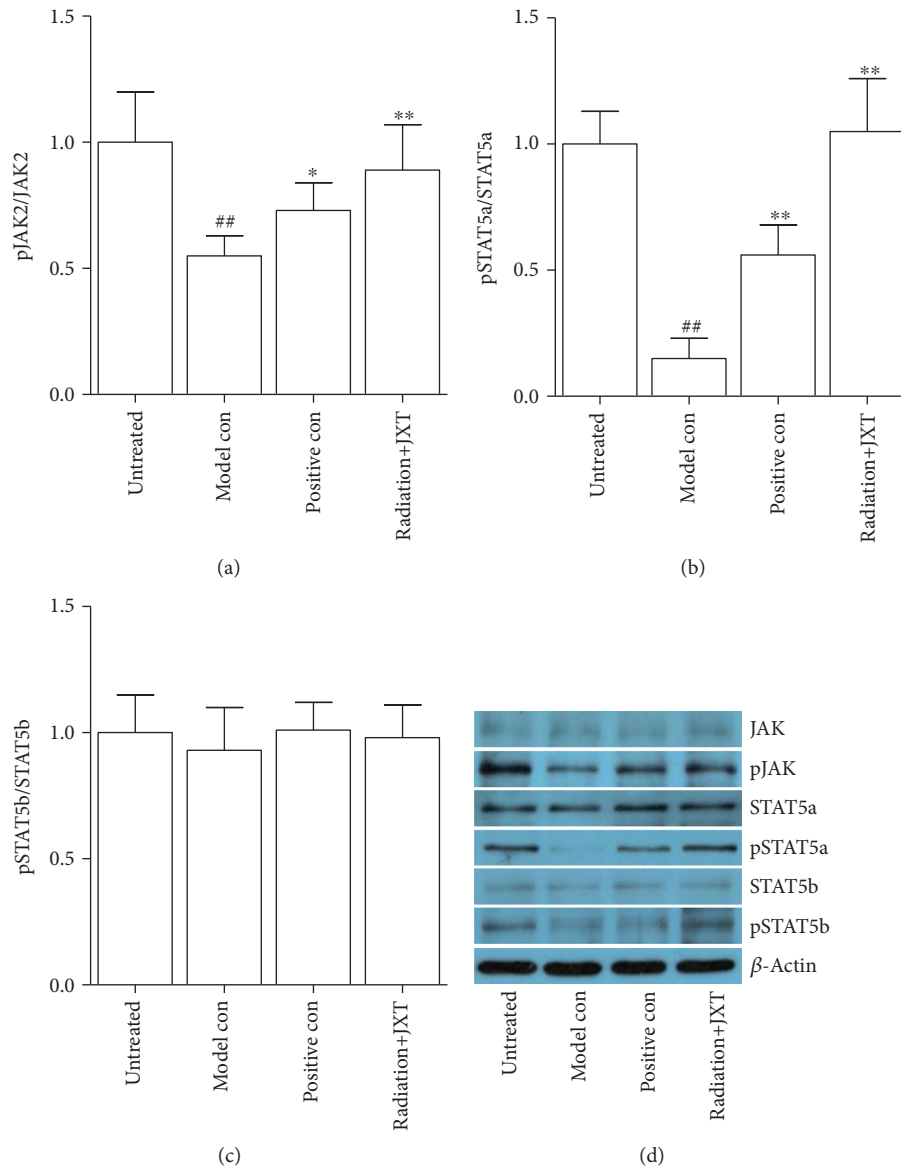 1.5
1.0
0.5
0.0
pJAK2/JAK2
##
*
**
Untreated
Model con
Positive con
Radiation+JXT
(a)
1.5
1.0
0.5
0.0
pSTAT5a/STAT5a
##
**
**
Untreated
Model con
Positive con
Radiation+JXT
(b)
1.5
1.0
0.5
0.0
pSTAT5b/STAT5b
Untreated
Model con
Positive con
Radiation+JXT
(c)
JAK
pJAK
STAT5a
pSTAT5a
STAT5b
pSTAT5b
β-Actin
Untreated
Model con
Positive con
Radiation+JXT
(d)